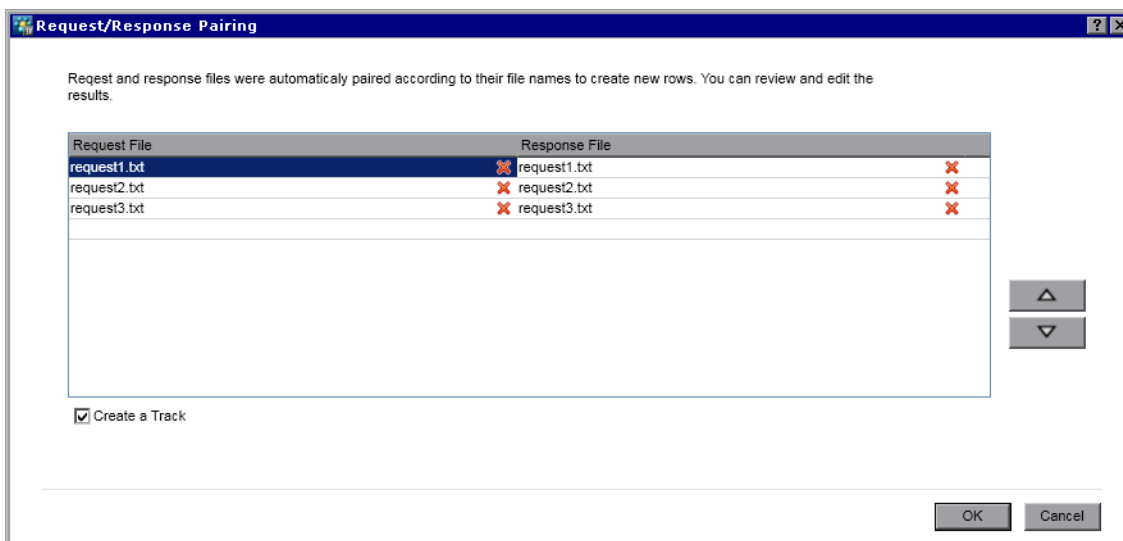 Request/Response Pairing
Reqest and response files were automaticaly paired according to their file names to create new rows. You can review and edit the
results.
Request File Response File
request1.txt request1.txt
request2.txt request2.txt
request3.txt request3.txt
Create a Track
OK Cancel